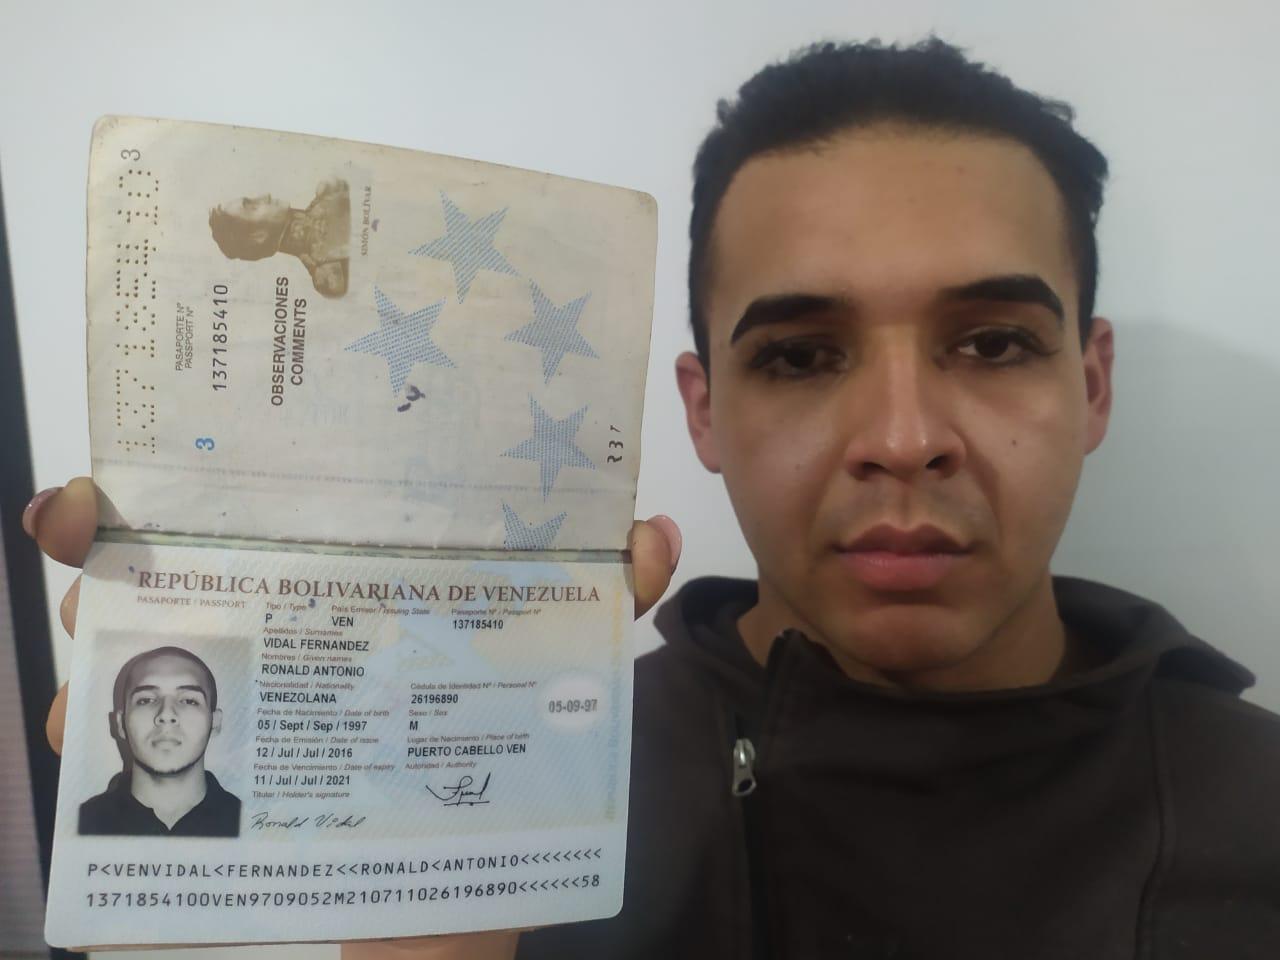 137185410
3
PASAPORTE Nº
PASSPORT Nº
137185410
3
OBSERVACIONES
COMMENTS
SIMÓN BOLÍVAR
REPÚBLICA BOLIVARIANA DE VENEZUELA
PASAPORTE / PASSPORT
Tipo / Type País Emisor / Issuing State Pasaporte Nº / Passport Nº
P VEN 137185410
Apellidos / Surnames
VIDAL FERNANDEZ
Nombres / Given names
RONALD ANTONIO
Nacionalidad / Nationality Cédula de Identidad Nº / Personal Nº
VENEZOLANA 26196890
05-09-97
Fecha de Nacimiento / Date of birth Sexo / Sex
05 / Sept / Sep / 1997 M
Fecha de Emisión / Date of issue Lugar de Nacimiento / Place of birth
12 / Jul / Jul / 2016 PUERTO CABELLO VEN
Fecha de Vencimiento / Date of expiry Autoridad / Authority
11 / Jul / Jul / 2021
Titular / Holder's signature
Ronald Vidal
P<VENVIDAL<FERNANDEZ<<RONALD<ANTONIO<<<<<<<<
1371854100VEN9709052M210711026196890<<<<<<58